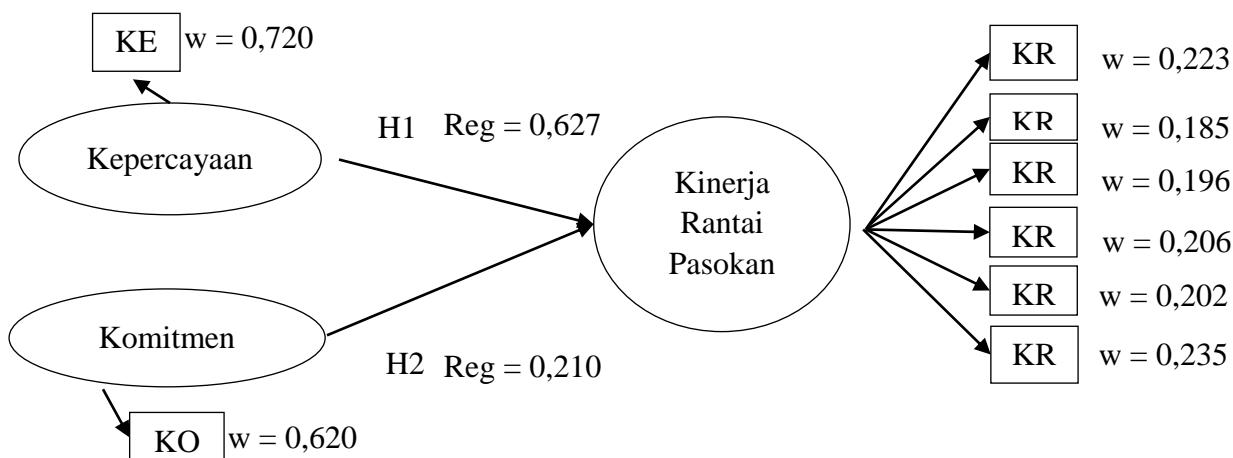 KE w = 0,720
Kepercayaan
H1 Reg = 0,627
Kinerja
Rantai
Pasokan
Komitmen
H2 Reg = 0,210
KO w = 0,620
KR w = 0,223
KR w = 0,185
KR w = 0,196
KR w = 0,206
KR w = 0,202
KR w = 0,235